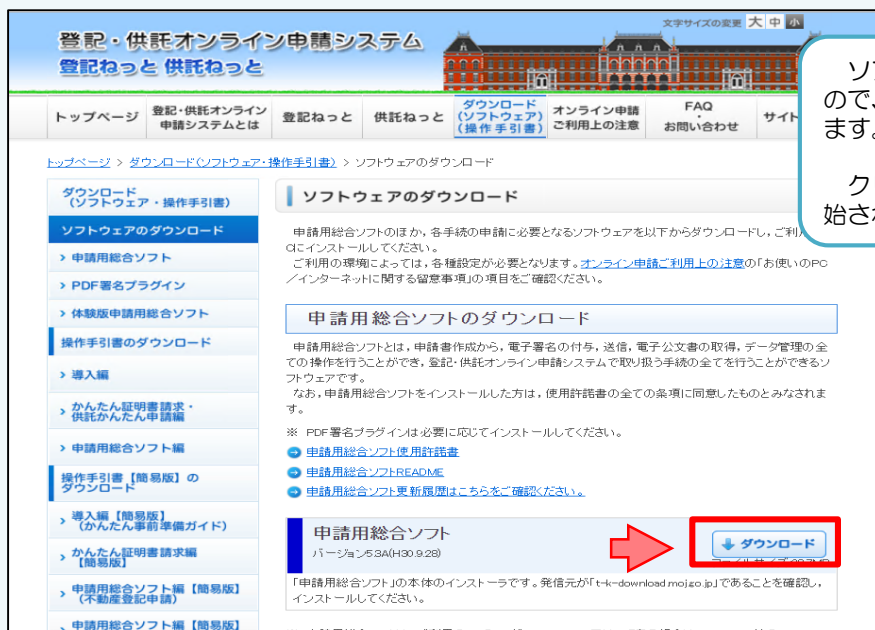 文字サイズの変更 大 中 小
登記・供託オンライン申請システム
登記ねっと 供託ねっと
トップページ
登記・供託オンライン
申請システムとは
登記ねっと
供託ねっと
ダウンロード
(ソフトウェア)
(操作手引書)
オンライン申請
ご利用上の注意
FAQ
・
お問い合わせ
サイト
ソフ
ので、
ます。
ク
始され
トップページ > ダウンロード(ソフトウェア・操作手引書) > ソフトウェアのダウンロード
ダウンロード
(ソフトウェア・操作手引書)
ソフトウェアのダウンロード
> 申請用総合ソフト
> PDF署名プラグイン
> 体験版申請用総合ソフト
操作手引書のダウンロード
> 導入編
> かんたん証明書請求・
供託かんたん申請編
> 申請用総合ソフト編
操作手引書【簡易版】の
ダウンロード
> 導入編【簡易版】
(かんたん事前準備ガイド)
> かんたん証明書請求編
【簡易版】
> 申請用総合ソフト編【簡易版】
(不動産登記申請)
> 申請用総合ソフト編【簡易版】
ソフトウェアのダウンロード
申請用総合ソフトのほか，各手続の申請に必要となるソフトウェアを以下からダウンロードし，ご利用
Cにインストールしてください。
ご利用の環境によっては，各種設定が必要となります。オンライン申請ご利用上の注意の「お使いのPC
／インターネットに関する留意事項」の項目をご確認ください。
申請用総合ソフトのダウンロード
申請用総合ソフトとは，申請書作成から，電子署名の付与，送信，電子公文書の取得，データ管理の全
ての操作を行うことができ，登記・供託オンライン申請システムで取り扱う手続の全てを行うことができるソ
フトウェアです。
なお，申請用総合ソフトをインストールした方は，使用許諾書の全ての条項に同意したものとみなされま
す。
※ PDF署名プラグインは必要に応じてインストールしてください。
申請用総合ソフト使用許諾書
申請用総合ソフトREADME
申請用総合ソフト更新履歴はこちらをご確認ください。
申請用総合ソフト
バージョン5.3A(H30.9.28)
ダウンロード
「申請用総合ソフト」の本体のインストーラです。発信元が「t-k-download.moj.go.jp」であることを確認し，
インストールしてください。